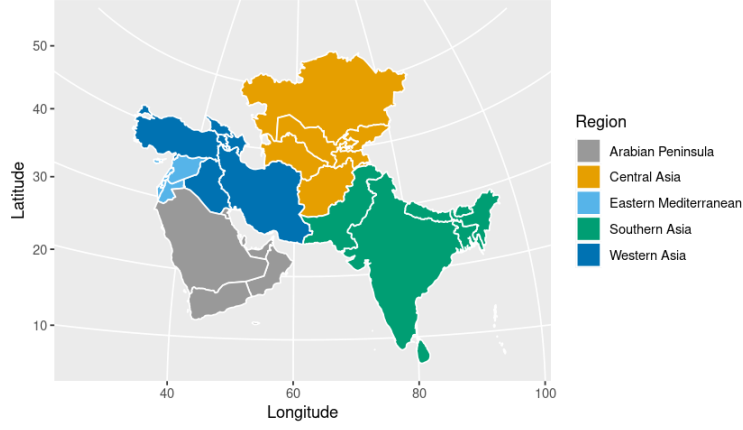 50
40
30
20
10
Latitude
40
60
80
100
Longitude
Region
Arabian Peninsula
Central Asia
Eastern Mediterranean
Southern Asia
Western Asia